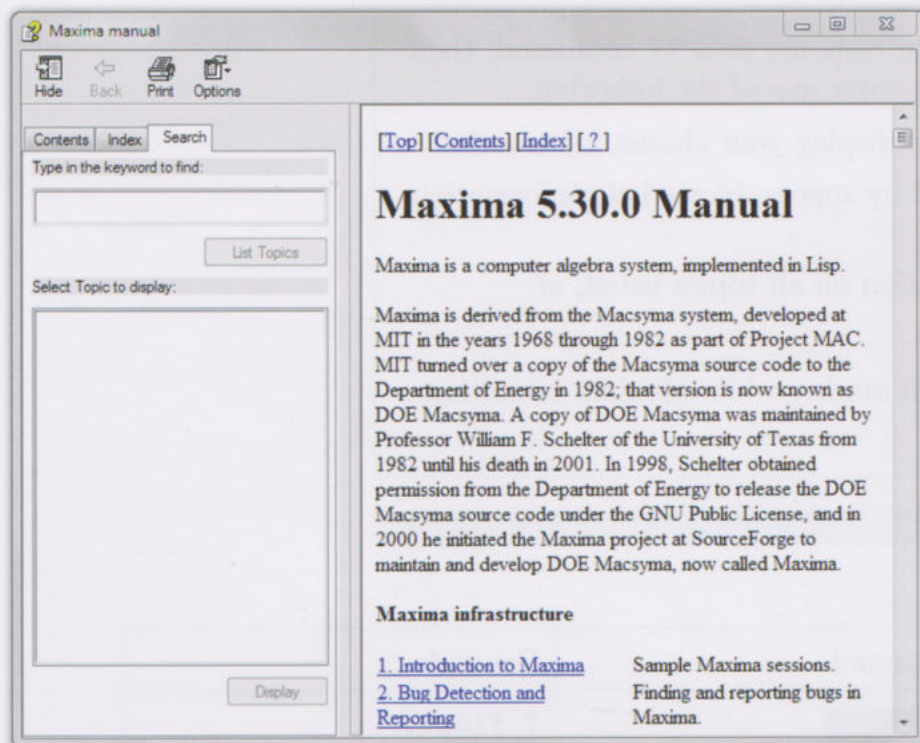 Maxima manual
Hide Back Print Options
Contents Index Search
Type in the keyword to find:
List Topics
Select Topic to display:
Display
[Top] [Contents] [Index] [ ? ]
Maxima 5.30.0 Manual
Maxima is a computer algebra system, implemented in Lisp.
Maxima is derived from the Macsyma system, developed at
MIT in the years 1968 through 1982 as part of Project MAC.
MIT turned over a copy of the Macsyma source code to the
Department of Energy in 1982; that version is now known as
DOE Macsyma. A copy of DOE Macsyma was maintained by
Professor William F. Schelter of the University of Texas from
1982 until his death in 2001. In 1998, Schelter obtained
permission from the Department of Energy to release the DOE
Macsyma source code under the GNU Public License, and in
2000 he initiated the Maxima project at SourceForge to
maintain and develop DOE Macsyma, now called Maxima.
Maxima infrastructure
1. Introduction to Maxima Sample Maxima sessions.
2. Bug Detection and Finding and reporting bugs in
Reporting Maxima.